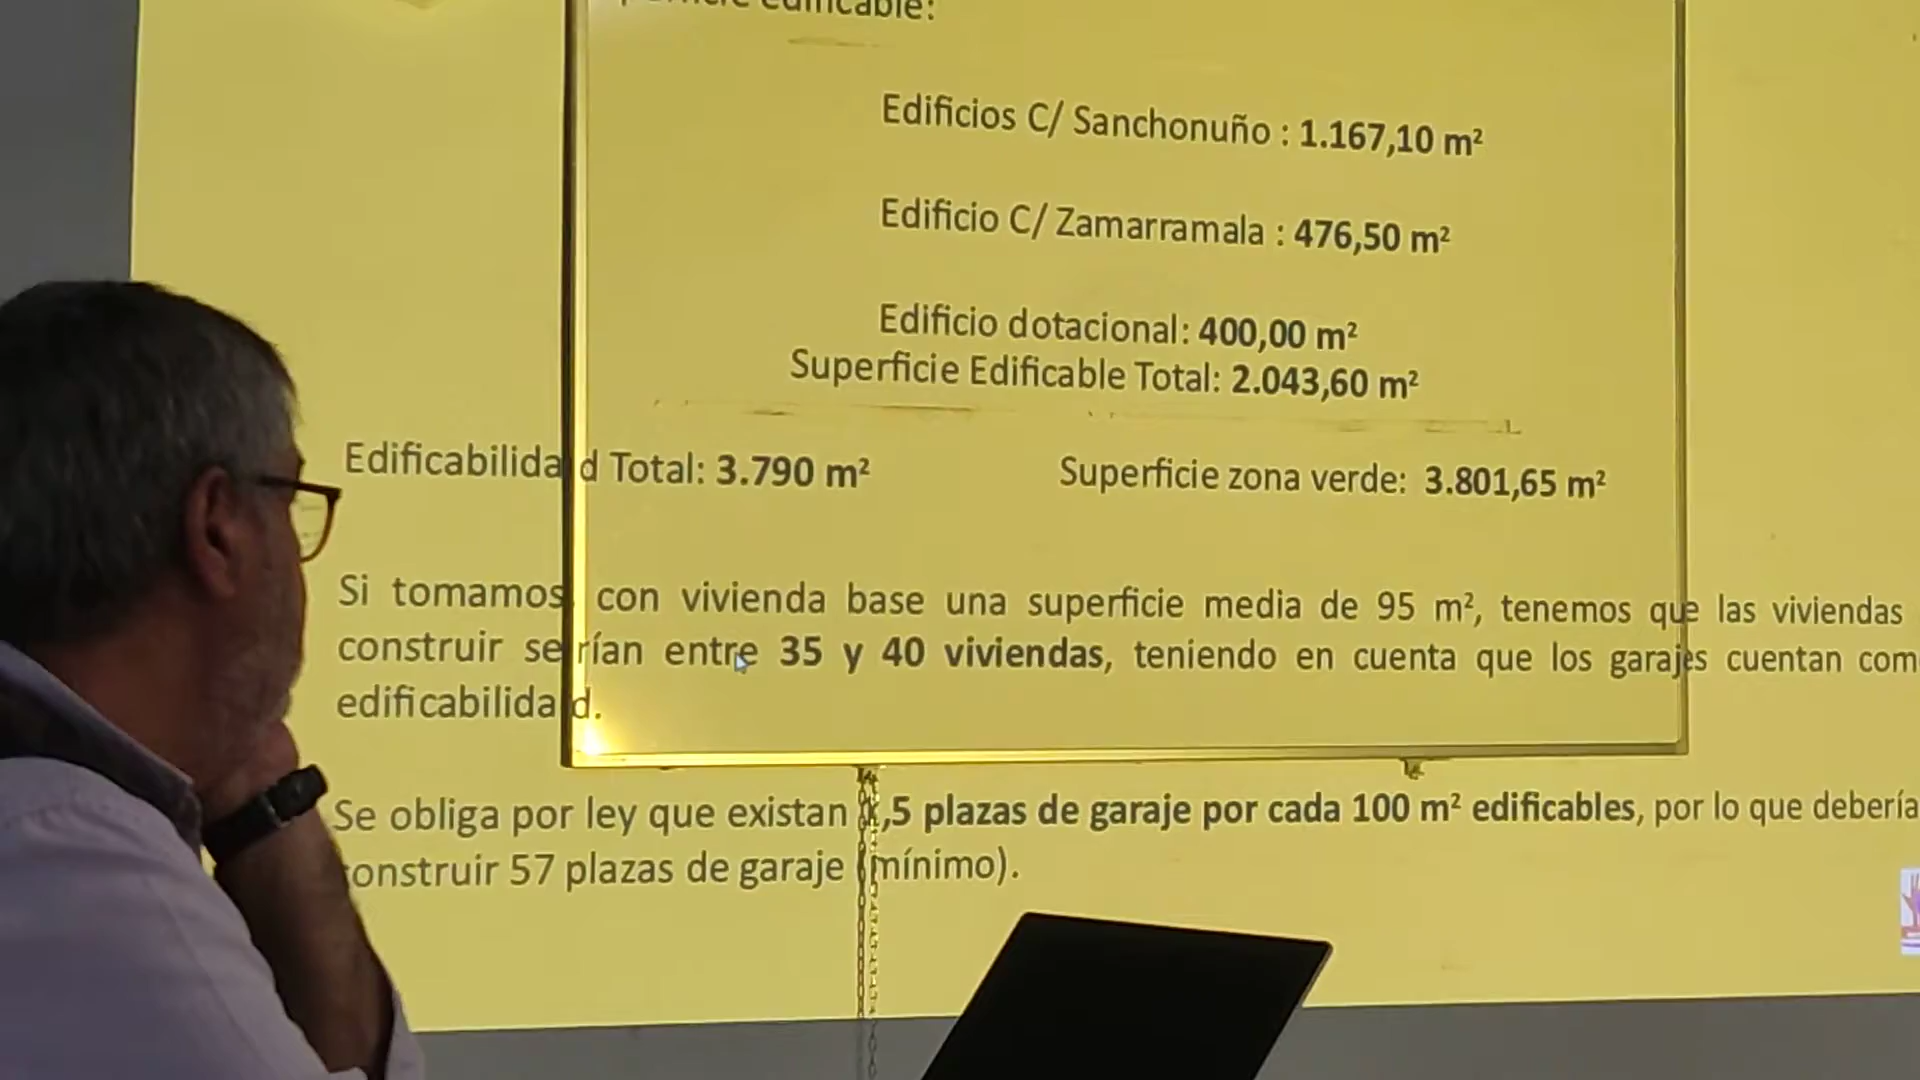 edificable:
Edificios C/ Sanchonuño : 1.167,10 m²
Edificio C/ Zamarramala : 476,50 m²
Edificio dotacional: 400,00 m²
Superficie Edificable Total: 2.043,60 m²
Edificabilidad Total: 3.790 m² Superficie zona verde: 3.801,65 m²
Si tomamos con vivienda base una superficie media de 95 m², tenemos que las viviendas
construir serían entre 35 y 40 viviendas, teniendo en cuenta que los garajes cuentan com
edificabilidad.
Se obliga por ley que existan 1,5 plazas de garaje por cada 100 m² edificables, por lo que debería
construir 57 plazas de garaje (mínimo).